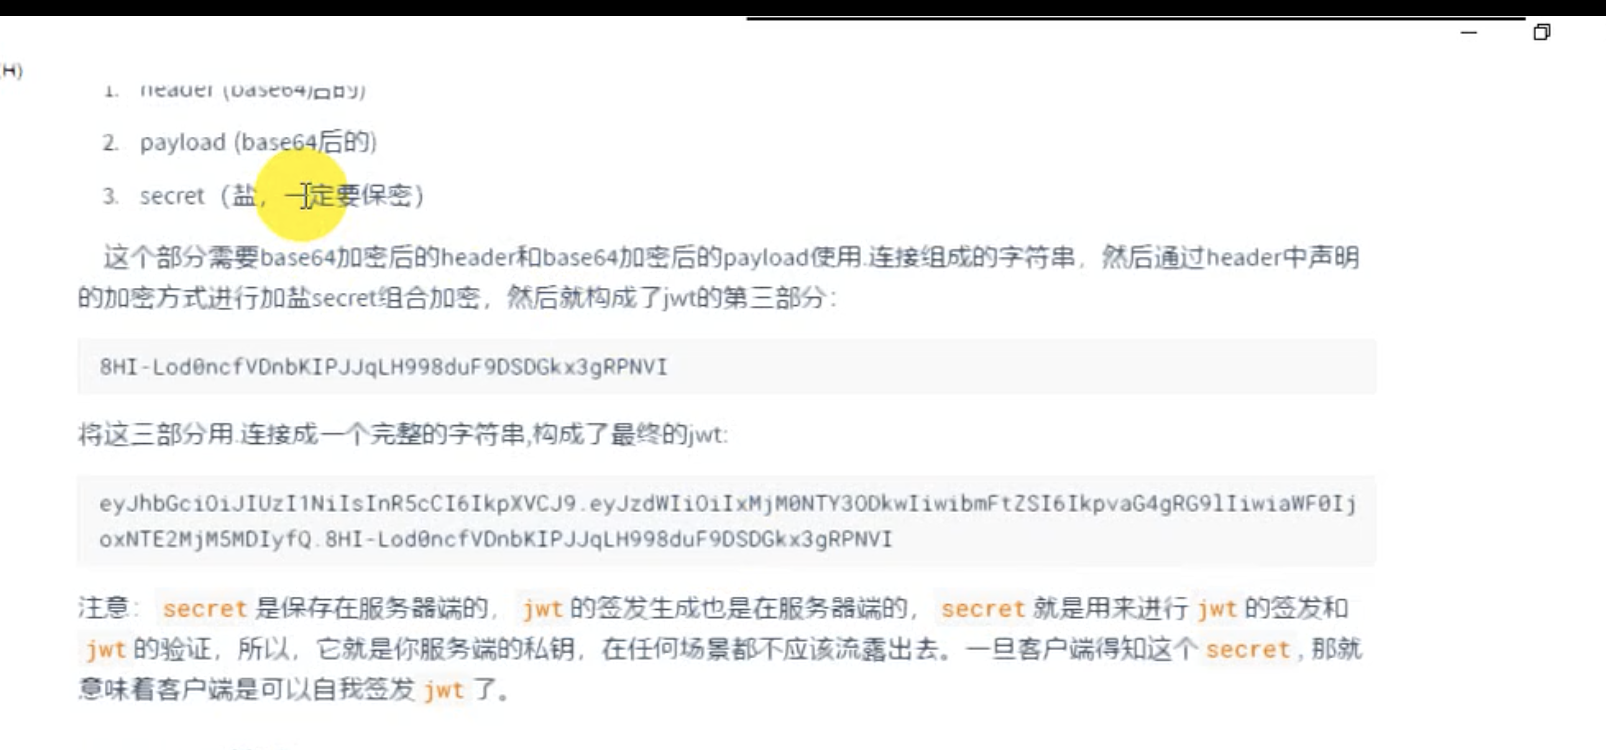 (H)
1. header (base64后的)
2. payload (base64后的)
3. secret（盐，一定要保密）
这个部分需要base64加密后的header和base64加密后的payload使用.连接组成的字符串，然后通过header中声明
的加密方式进行加盐secret组合加密，然后就构成了jwt的第三部分：
8HI-Lod0ncfVDnbKIPJJqLH998duF9DSDGkx3gRPNVI
将这三部分用.连接成一个完整的字符串,构成了最终的jwt:
eyJhbGciOiJIUzI1NiIsInR5cCI6IkpXVCJ9.eyJzdWIiOiIxMjM0NTY3ODkwIiwibmFtZSI6IkpvaG4gRG9lIiwiaWF0Ij
oxNTE2MjM5MDIyfQ.8HI-Lod0ncfVDnbKIPJJqLH998duF9DSDGkx3gRPNVI
注意：secret 是保存在服务器端的，jwt 的签发生成也是在服务器端的，secret 就是用来进行 jwt 的签发和
jwt 的验证，所以，它就是你服务端的私钥，在任何场景都不应该流露出去。一旦客户端得知这个 secret , 那就
意味着客户端是可以自我签发 jwt 了。